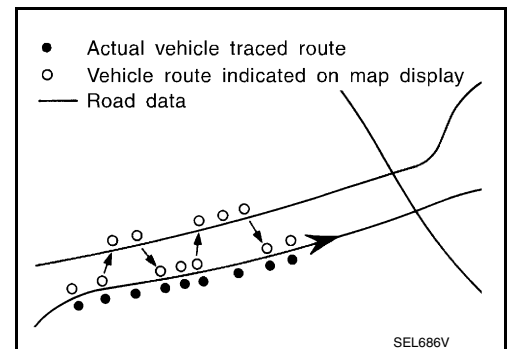 Actual vehicle traced route
Vehicle route indicated on map display
Road data
SEL686V